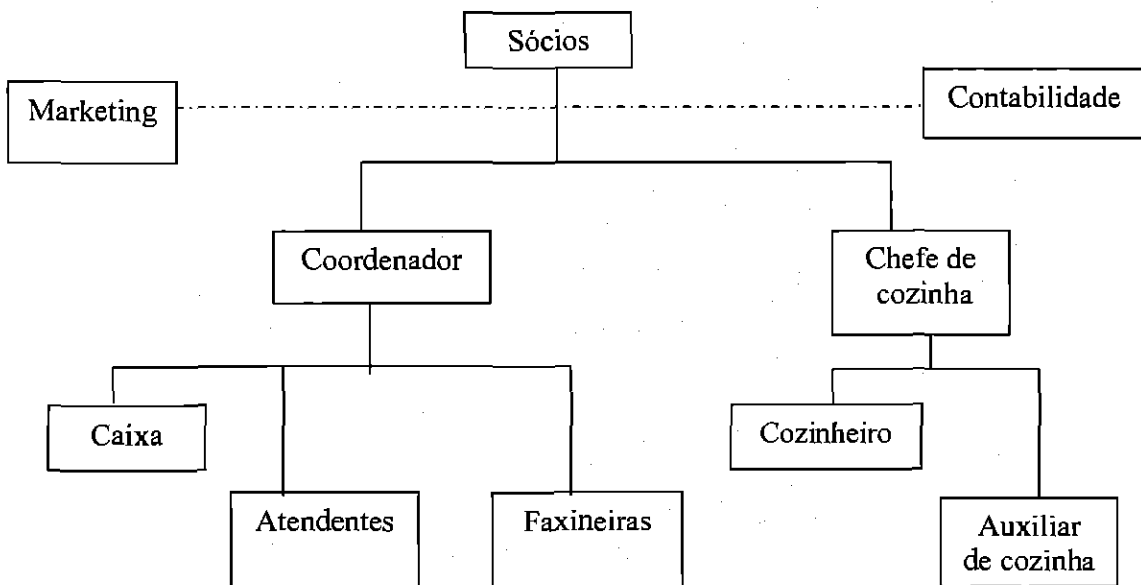 Sócios
Marketing
Contabilidade
Coordenador
Chefe de
cozinha
Caixa
Cozinheiro
Atendentes
Faxineiras
Auxiliar
de cozinha